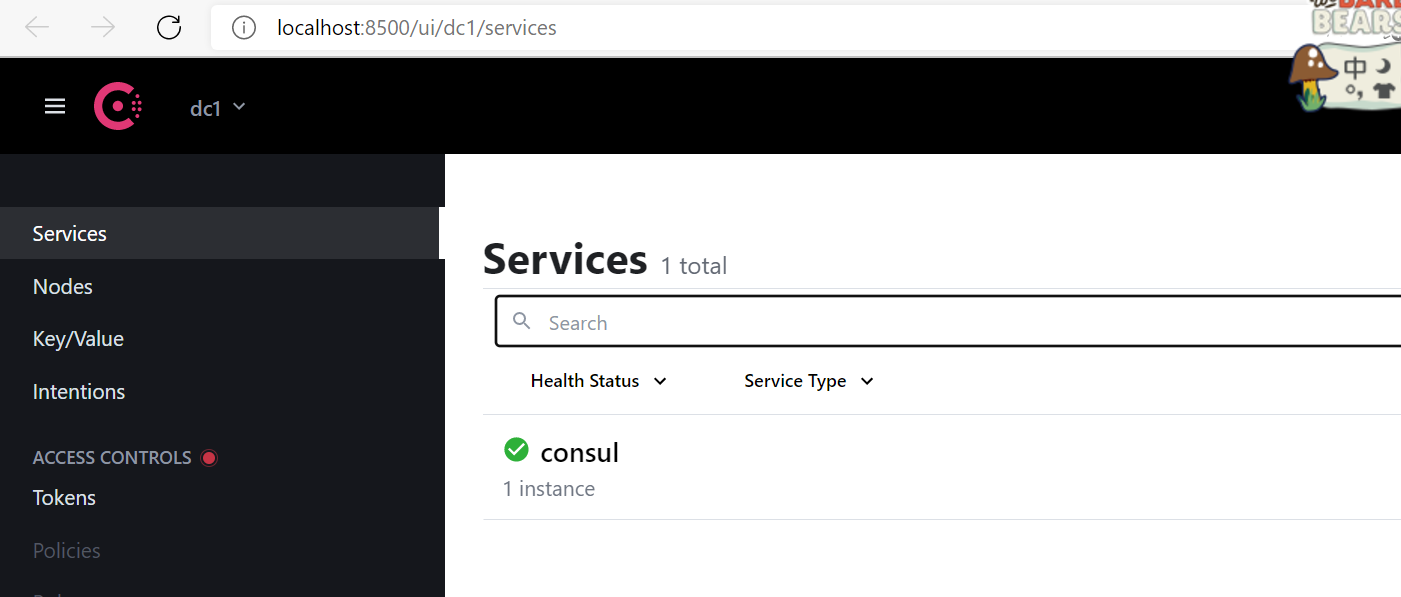 localhost:8500/ui/dc1/services
BEARS
中
dc1
Services
Nodes
Key/Value
Intentions
ACCESS CONTROLS
Tokens
Policies
Services 1 total
Search
Health Status
Service Type
consul
1 instance